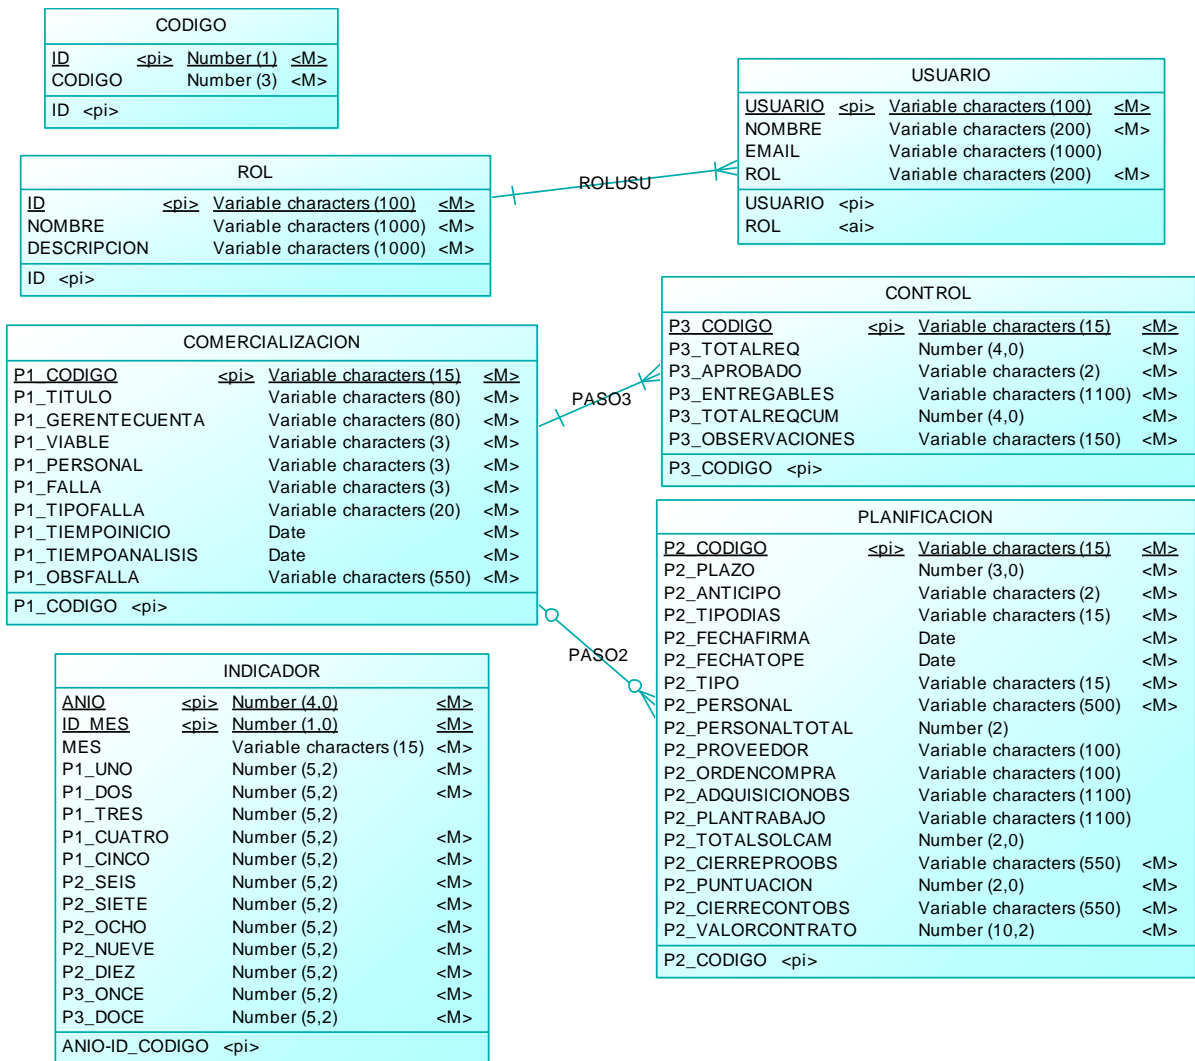 CODIGO
ID <pi> Number (1) <M>
CODIGO Number (3) <M>
ID <pi>
USUARIO
USUARIO <pi> Variable characters (100) <M>
NOMBRE Variable characters (200) <M>
EMAIL Variable characters (1000)
ROL Variable characters (200) <M>
USUARIO <pi>
ROL <ai>
ROL
ID <pi> Variable characters (100) <M>
NOMBRE Variable characters (1000) <M>
DESCRIPCION Variable characters (1000) <M>
ID <pi>
ROLUSU
CONTROL
P3_CODIGO <pi> Variable characters (15) <M>
P3_TOTALREQ Number (4,0) <M>
P3_APROBADO Variable characters (2) <M>
P3_ENTREGABLES Variable characters (1100) <M>
P3_TOTALREQCUM Number (4,0) <M>
P3_OBSERVACIONES Variable characters (150) <M>
P3_CODIGO <pi>
COMERCIALIZACION
P1_CODIGO <pi> Variable characters (15) <M>
P1_TITULO Variable characters (80) <M>
P1_GERENTECUENTA Variable characters (80) <M>
P1_VIABLE Variable characters (3) <M>
P1_PERSONAL Variable characters (3) <M>
P1_FALLA Variable characters (3) <M>
P1_TIPOFALLA Variable characters (20) <M>
P1_TIEMPOINICIO Date <M>
P1_TIEMPOANALISIS Date <M>
P1_OBSFALLA Variable characters (550) <M>
P1_CODIGO <pi>
PASO3
PASO2
PLANIFICACION
P2_CODIGO <pi> Variable characters (15) <M>
P2_PLAZO Number (3,0) <M>
P2_ANTICIPO Variable characters (2) <M>
P2_TIPODIAS Variable characters (15) <M>
P2_FECHAFIRMA Date <M>
P2_FECHATOPE Date <M>
P2_TIPO Variable characters (15) <M>
P2_PERSONAL Variable characters (500) <M>
P2_PERSONALTOTAL Number (2)
P2_PROVEEDOR Variable characters (100)
P2_ORDENCOMPRA Variable characters (100)
P2_ADQUISICIONOBS Variable characters (1100)
P2_PLANTRABAJO Variable characters (1100)
P2_TOTALSOLCAM Number (2,0)
P2_CIERREPROOBS Variable characters (550) <M>
P2_PUNTUACION Number (2,0) <M>
P2_CIERRECONTOBS Variable characters (550) <M>
P2_VALORCONTRATO Number (10,2) <M>
P2_CODIGO <pi>
INDICADOR
ANIO <pi> Number (4,0) <M>
ID_MES <pi> Number (1,0) <M>
MES Variable characters (15) <M>
P1_UNO Number (5,2) <M>
P1_DOS Number (5,2) <M>
P1_TRES Number (5,2)
P1_CUATRO Number (5,2) <M>
P1_CINCO Number (5,2) <M>
P2_SEIS Number (5,2) <M>
P2_SIETE Number (5,2) <M>
P2_OCHO Number (5,2) <M>
P2_NUEVE Number (5,2) <M>
P2_DIEZ Number (5,2) <M>
P3_ONCE Number (5,2) <M>
P3_DOCE Number (5,2) <M>
ANIO-ID_CODIGO <pi>